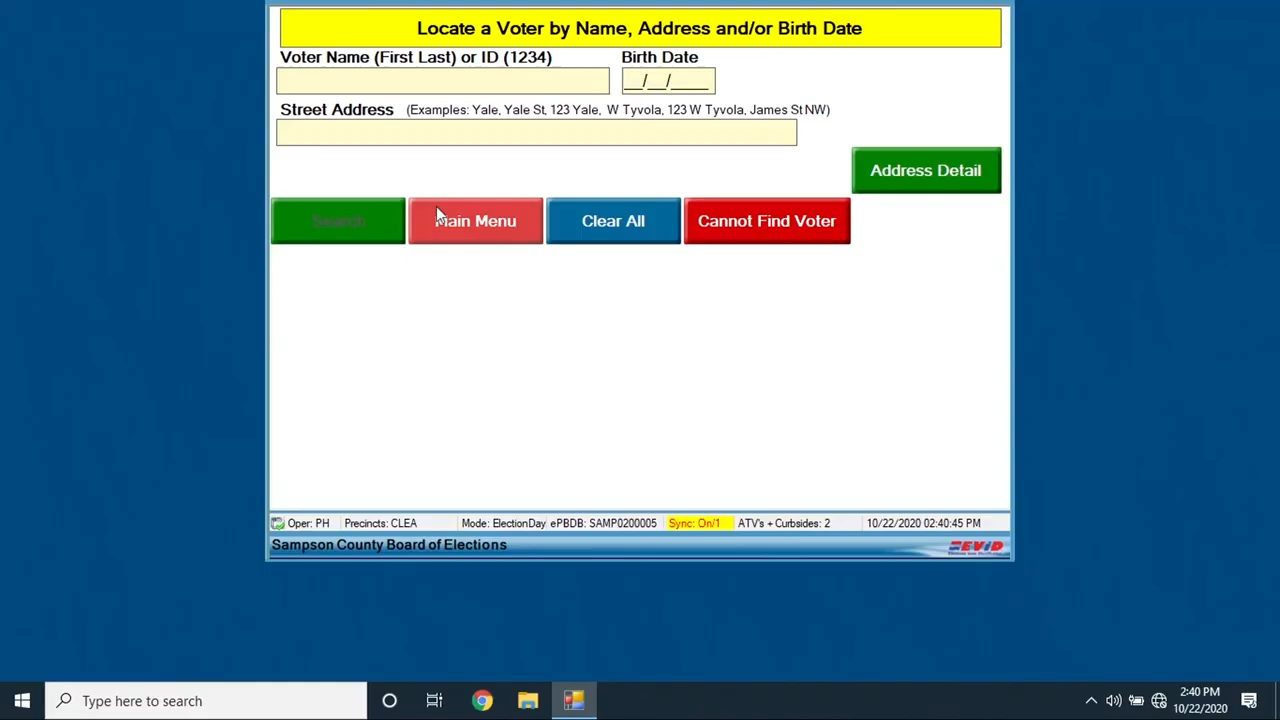 Locate a Voter by Name, Address and/or Birth Date
Voter Name (First Last) or ID (1234) Birth Date
__/__/____
Street Address (Examples: Yale, Yale St, 123 Yale, W Tyvola, 123 W Tyvola, James St NW)
Address Detail
Search Main Menu Clear All Cannot Find Voter
Oper: PH Precincts: CLEA Mode: ElectionDay ePBDB: SAMP0200005 Sync: On/1 ATV's + Curbsides: 2 10/22/2020 02:40:45 PM
Sampson County Board of Elections EViD
Type here to search
2:40 PM
10/22/2020